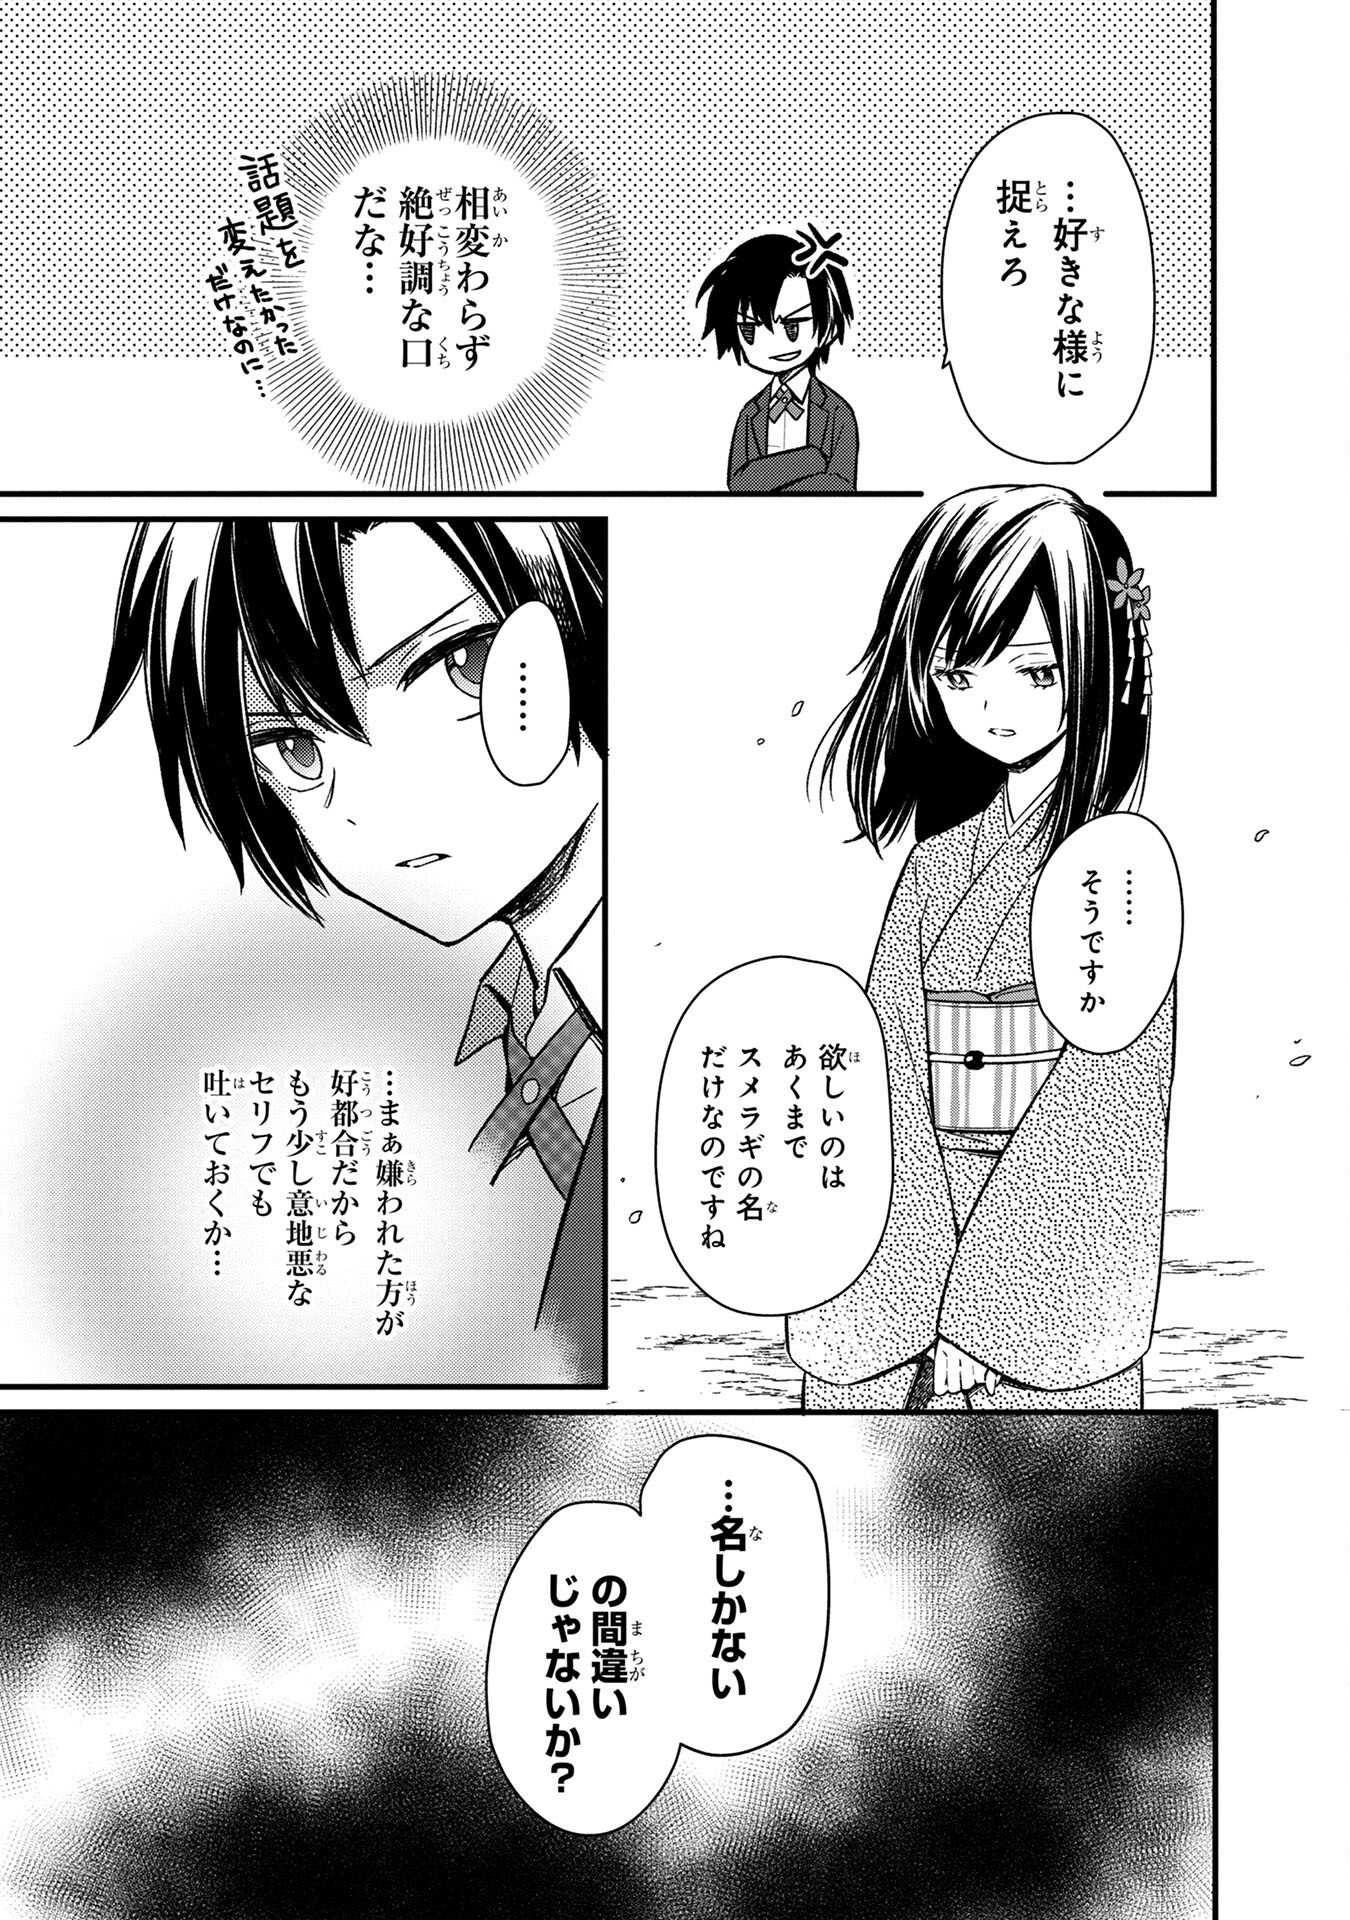 …好きな様に
捉えろ
相変わらず
絶好調な口
だな…
話題を
変えたかった
だけなのに…
……
そうですか
欲しいのは
あくまで
スメラギの名
だけなのですね
……
…まぁ嫌われた方が
好都合だから
もう少し意地悪な
セリフでも
吐いておくか…
…名しかない
の間違い
じゃないか？